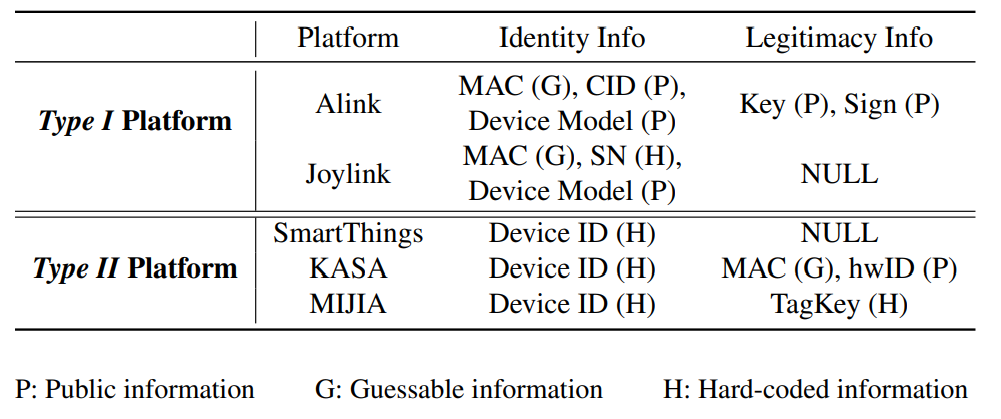 Platform Identity Info Legitimacy Info
Type I Platform
Alink
MAC (G), CID (P),
Device Model (P)
Key (P), Sign (P)
Joylink
MAC (G), SN (H),
Device Model (P)
NULL
Type II Platform
SmartThings Device ID (H) NULL
KASA Device ID (H) MAC (G), hwID (P)
MIJIA Device ID (H) TagKey (H)
P: Public information G: Guessable information H: Hard-coded information